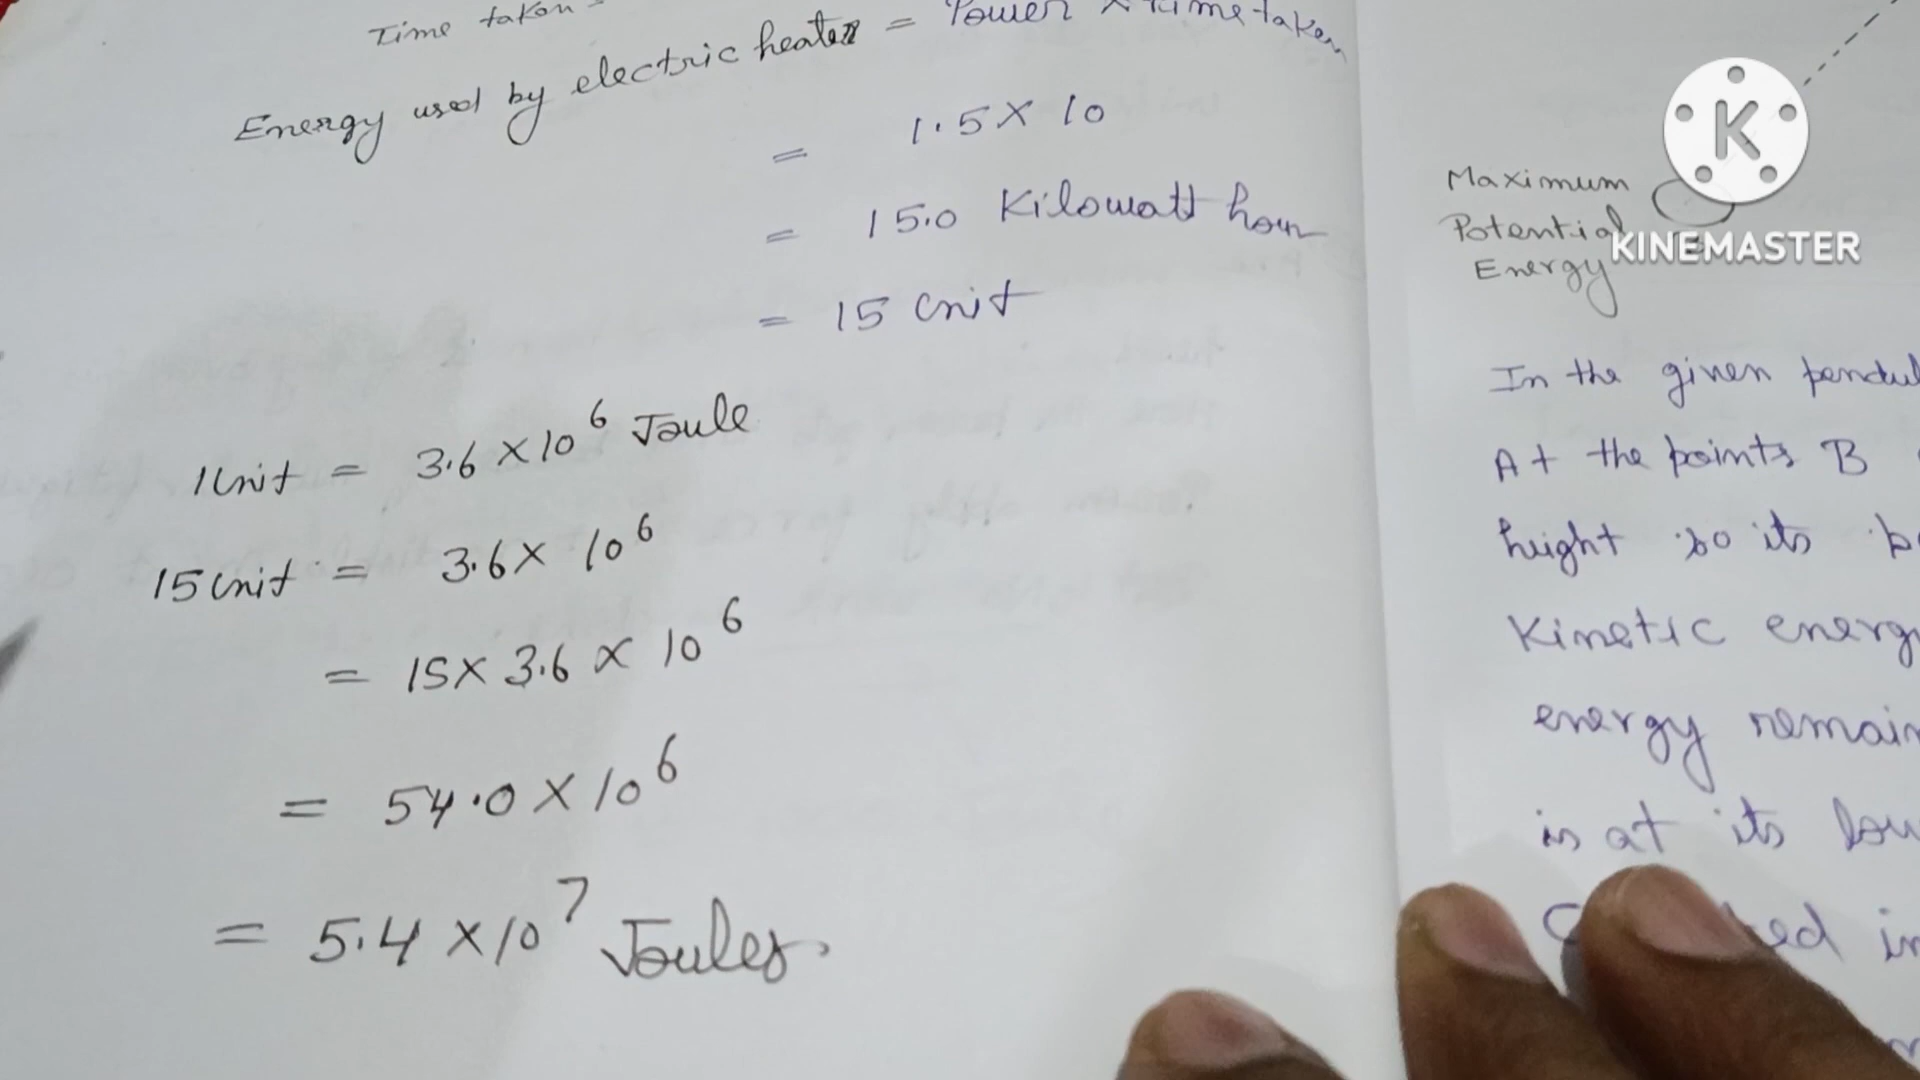 Time taken =
Energy used by electric heater = Power × Time taken
= 1.5 × 10
= 15.0 Kilowatt hour
= 15 Unit
1 Unit = 3.6 × 10⁶ Joule
15 Unit = 3.6 × 10⁶
= 15 × 3.6 × 10⁶
= 54.0 × 10⁶
= 5.4 × 10⁷ Joules.
K
KINEMASTER
Maximum
Potential
Energy
In the given pendul
At the points B
height so its
Kinetic energy
energy remain
is at its
in